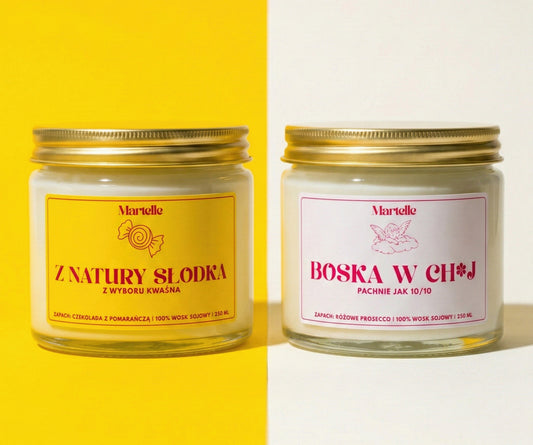 Martelle
Z NATURY SŁODKA
Z WYBORU KWAŚNA
ZAPACH: CZEKOLADA Z POMARAŃCZĄ | 100% WOSK SOJOWY | 250 ML
Martelle
BOSKA W CH*J
PACHNIE JAK 10/10
ZAPACH: RÓŻOWE PROSECCO | 100% WOSK SOJOWY | 250 ML